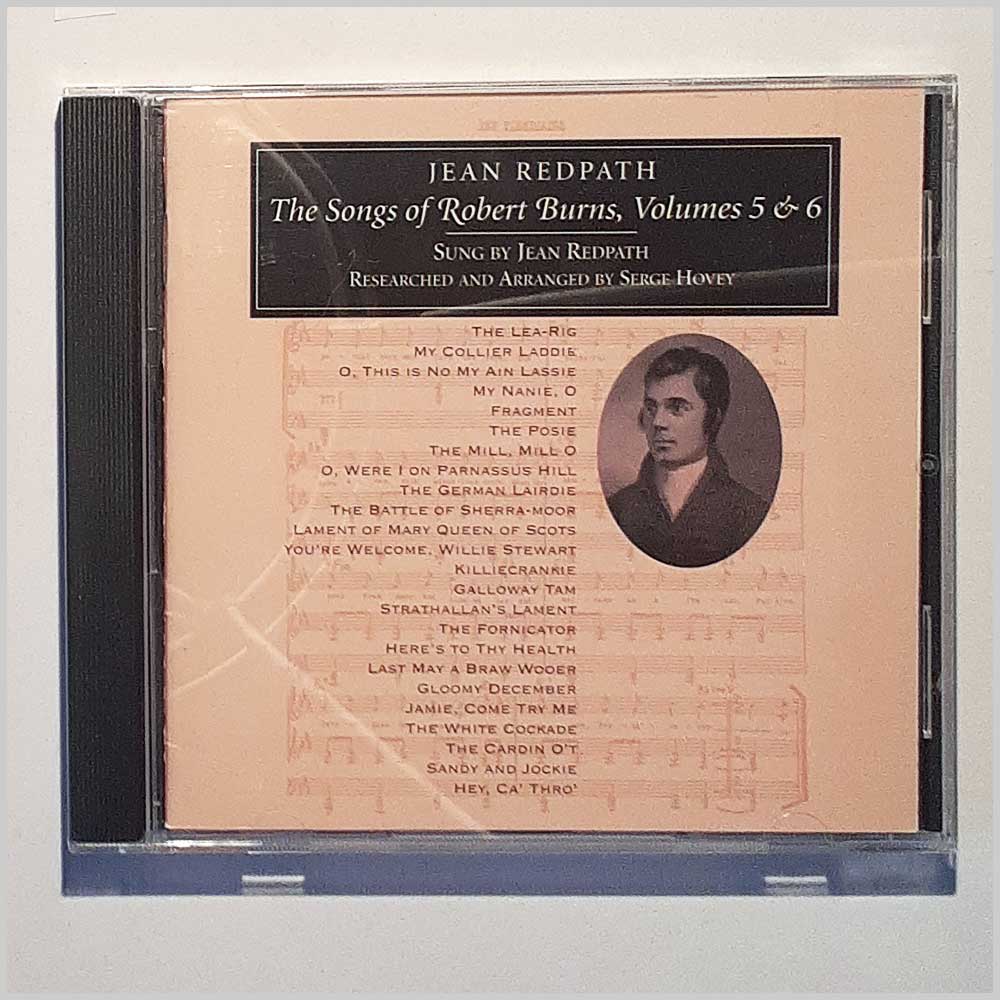 JEAN REDPATH
The Songs of Robert Burns, Volumes 5 & 6
SUNG BY JEAN REDPATH
RESEARCHED AND ARRANGED BY SERGE HOVEY
THE LEA-RIG
MY COLLIER LADDIE
O, THIS IS NO MY AIN LASSIE
MY NANIE, O
FRAGMENT
THE POSIE
THE MILL, MILL O
O, WERE I ON PARNASSUS HILL
THE GERMAN LAIRDIE
THE BATTLE OF SHERRA-MOOR
LAMENT OF MARY QUEEN OF SCOTS
YOU'RE WELCOME, WILLIE STEWART
KILLIECRANKIE
GALLOWAY TAM
STRATHALLAN'S LAMENT
THE FORNICATOR
HERE'S TO THY HEALTH
LAST MAY A BRAW WOOER
GLOOMY DECEMBER
JAMIE, COME TRY ME
THE WHITE COCKADE
THE CARDIN O'T
SANDY AND JOCKIE
HEY, CA' THRO'